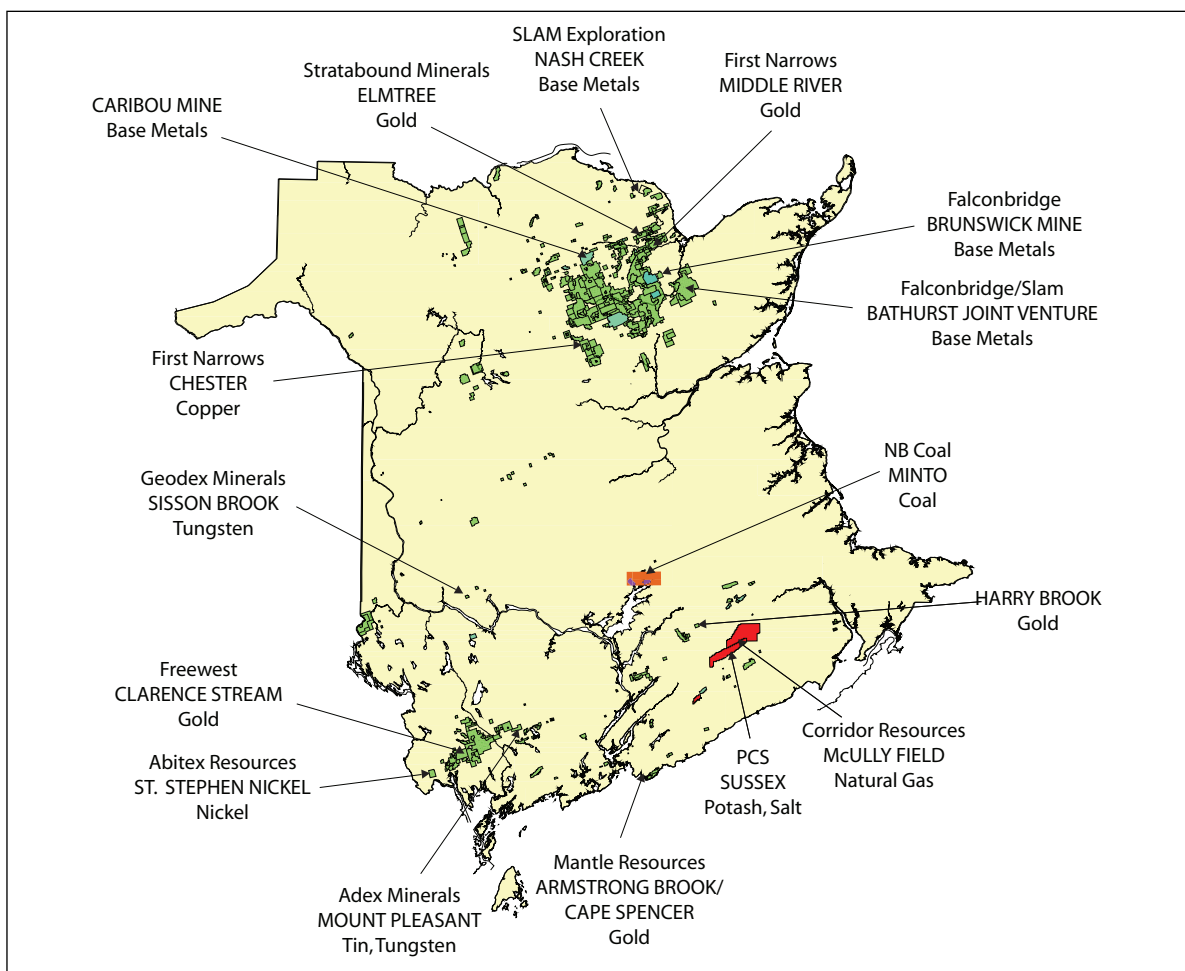 SLAM Exploration
NASH CREEK
Base Metals
First Narrows
MIDDLE RIVER
Gold
Stratabound Minerals
ELMTREE
Gold
CARIBOU MINE
Base Metals
Falconbridge
BRUNSWICK MINE
Base Metals
Falconbridge/Slam
BATHURST JOINT VENTURE
Base Metals
First Narrows
CHESTER
Copper
NB Coal
MINTO
Coal
Geodex Minerals
SISSON BROOK
Tungsten
HARRY BROOK
Gold
Freewest
CLARENCE STREAM
Gold
Corridor Resources
McULLY FIELD
Natural Gas
PCS
SUSSEX
Potash, Salt
Abitex Resources
ST. STEPHEN NICKEL
Nickel
Mantle Resources
ARMSTRONG BROOK/
CAPE SPENCER
Gold
Adex Minerals
MOUNT PLEASANT
Tin, Tungsten